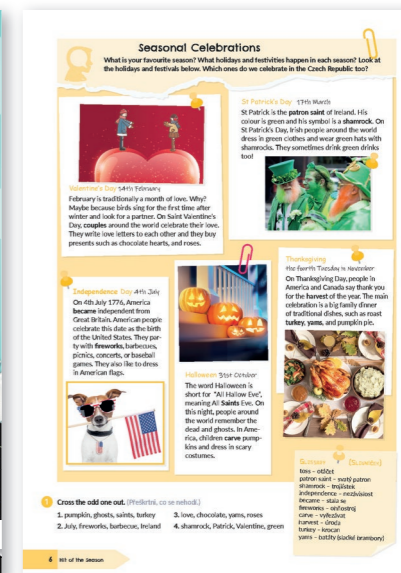 Seasonal Celebrations
What is your favourite season? What holidays and festivities happen in each season? Look at
the holidays and festivals below. Which ones do we celebrate in the Czech Republic too?
St Patrick's Day 17th March
St Patrick is the patron saint of Ireland. His
colour is green and his symbol is a shamrock. On
St Patrick's Day, Irish people around the world
dress in green clothes and wear green hats with
shamrocks. They sometimes drink green drinks
too!
Valentine's Day 14th February
February is traditionally a month of love. Why?
Maybe because birds sing for the first time after
winter and look for a partner. On Saint Valentine's
Day, couples around the world celebrate their love.
They write love letters to each other and they buy
presents such as chocolate hearts, and roses.
Independence Day 4th July
On 4th July 1776, America
became independent from
Great Britain. American people
celebrate this date as the birth
of the United States. They par-
ty with fireworks, barbecues,
picnics, concerts, or baseball
games. They also like to dress
in American flags.
Halloween 31st October
The word Halloween is
short for "All Hallow Eve",
meaning All Saints Eve. On
this night, people around
the world remember the
dead and ghosts. In Ame-
rica, children carve pump-
kins and dress in scary
costumes.
Thanksgiving
the fourth Tuesday in November
On Thanksgiving Day, people in
America and Canada say thank you
for the harvest of the year. The main
celebration is a big family dinner
of traditional dishes, such as roast
turkey, yams, and pumpkin pie.
toss – otáčet
patron saint – svatý patron
shamrock – trojlístek
independence – nezávislost
became – stala se
fireworks – ohňostroj
carve – vyřezávat
harvest – úroda
turkey – krocan
yams – batáty (sladké brambory)
1 Cross the odd one out. (Přeškrtni, co se nehodí.)
1. pumpkin, ghosts, saints, turkey
2. July, fireworks, barbecue, Ireland
3. love, chocolate, yams, roses
4. shamrock, Patrick, Valentine, green
6 Hit of the Season